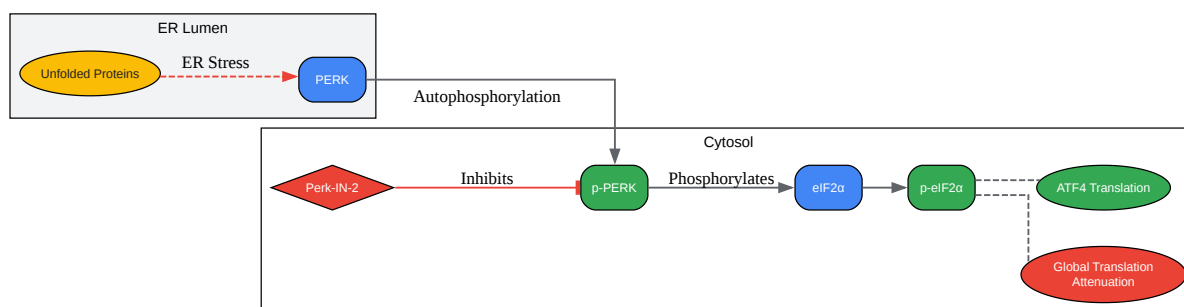 ER Lumen
Unfolded Proteins
ER Stress
PERK
Autophosphorylation
Cytosol
Perk-IN-2
Inhibits
p-PERK
Phosphorylates
eIF2α
p-eIF2α
ATF4 Translation
Global Translation
Attenuation